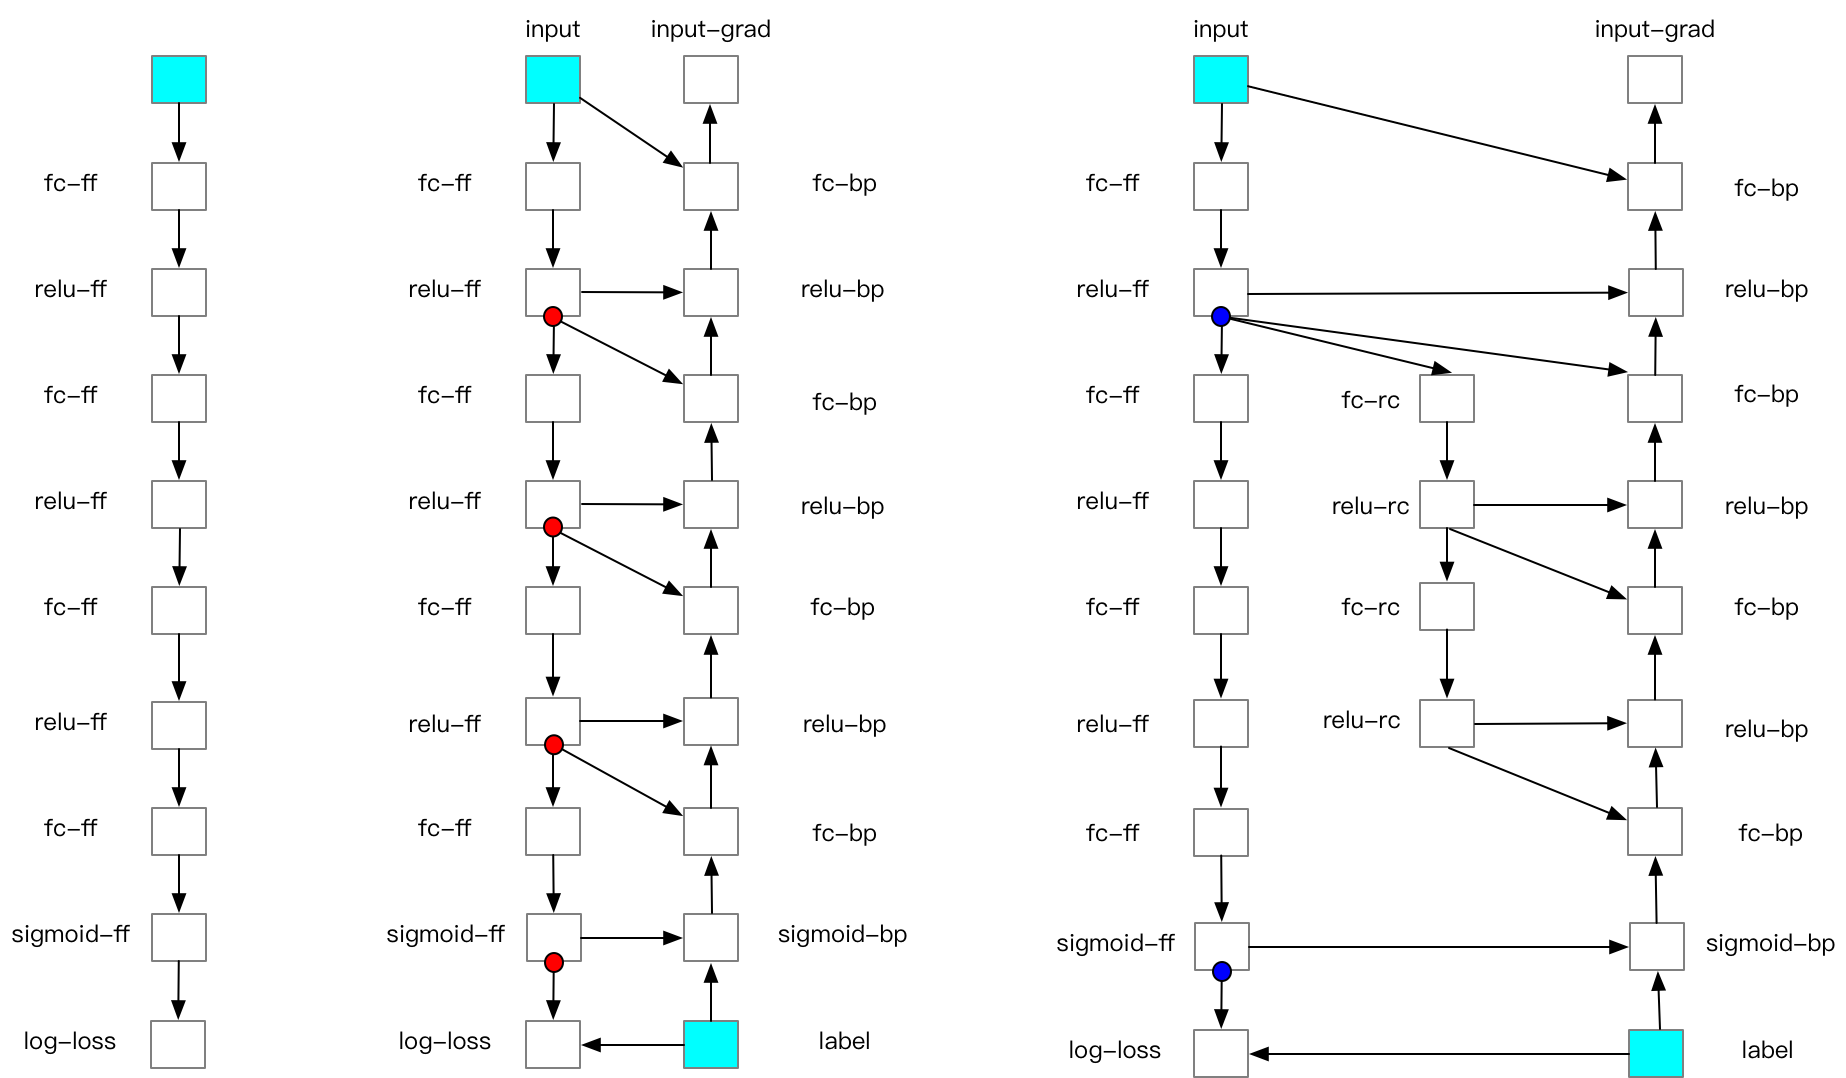 input input-grad input input-grad
fc-ff fc-ff fc-bp fc-ff fc-bp
relu-ff relu-ff relu-bp relu-ff relu-bp
fc-ff fc-ff fc-bp fc-ff fc-rc fc-bp
relu-ff relu-ff relu-bp relu-ff relu-rc relu-bp
fc-ff fc-ff fc-bp fc-ff fc-rc fc-bp
relu-ff relu-ff relu-bp relu-ff relu-rc relu-bp
fc-ff fc-ff fc-bp fc-ff fc-bp
sigmoid-ff sigmoid-ff sigmoid-bp sigmoid-ff sigmoid-bp
log-loss log-loss label log-loss label